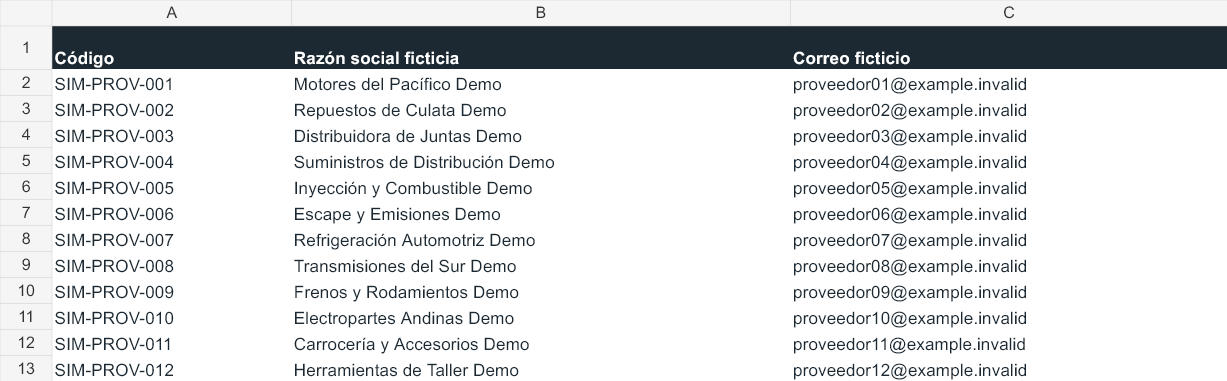 A B C
1 Código Razón social ficticia Correo ficticio
2 SIM-PROV-001 Motores del Pacífico Demo proveedor01@example.invalid
3 SIM-PROV-002 Repuestos de Culata Demo proveedor02@example.invalid
4 SIM-PROV-003 Distribuidora de Juntas Demo proveedor03@example.invalid
5 SIM-PROV-004 Suministros de Distribución Demo proveedor04@example.invalid
6 SIM-PROV-005 Inyección y Combustible Demo proveedor05@example.invalid
7 SIM-PROV-006 Escape y Emisiones Demo proveedor06@example.invalid
8 SIM-PROV-007 Refrigeración Automotriz Demo proveedor07@example.invalid
9 SIM-PROV-008 Transmisiones del Sur Demo proveedor08@example.invalid
10 SIM-PROV-009 Frenos y Rodamientos Demo proveedor09@example.invalid
11 SIM-PROV-010 Electropartes Andinas Demo proveedor10@example.invalid
12 SIM-PROV-011 Carrocería y Accesorios Demo proveedor11@example.invalid
13 SIM-PROV-012 Herramientas de Taller Demo proveedor12@example.invalid